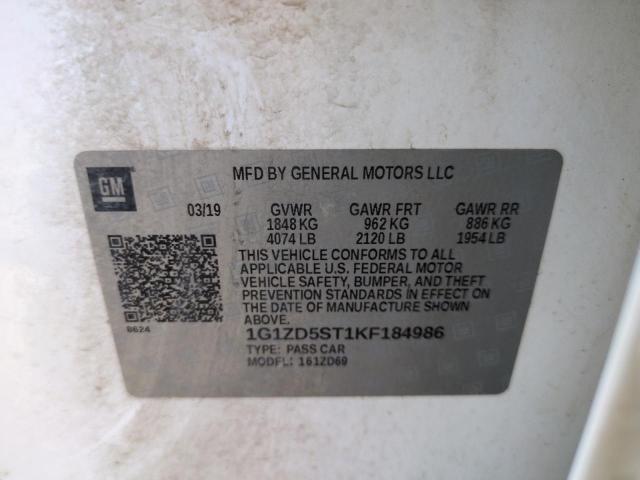 GM
MFD BY GENERAL MOTORS LLC
03/19 GVWR GAWR FRT GAWR RR
1848 KG 962 KG 886 KG
4074 LB 2120 LB 1954 LB
THIS VEHICLE CONFORMS TO ALL
APPLICABLE U.S. FEDERAL MOTOR
VEHICLE SAFETY, BUMPER, AND THEFT
PREVENTION STANDARDS IN EFFECT ON
THE DATE OF MANUFACTURE SHOWN
ABOVE.
8624
1G1ZD5ST1KF184986
TYPE: PASS CAR
MODEL: 161ZD69